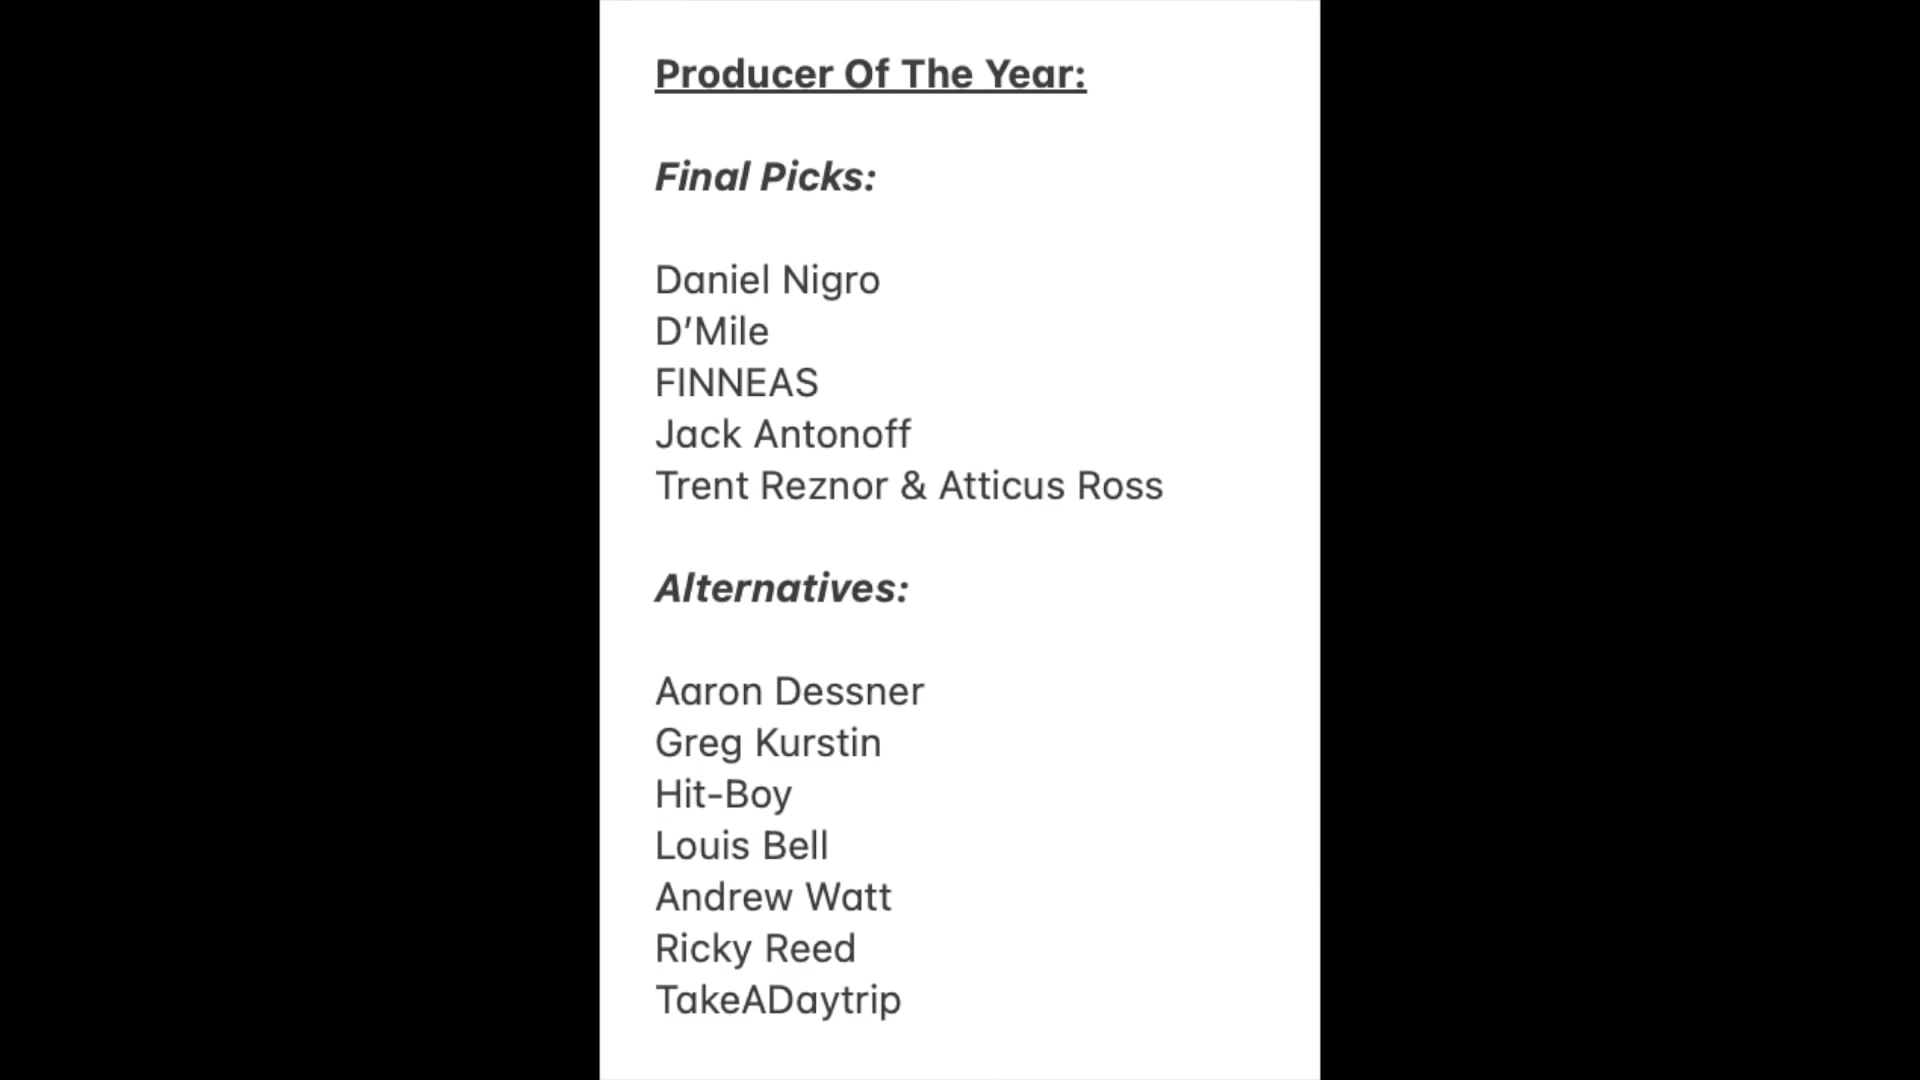 Producer Of The Year:
Final Picks:
Daniel Nigro
D’Mile
FINNEAS
Jack Antonoff
Trent Reznor & Atticus Ross
Alternatives:
Aaron Dessner
Greg Kurstin
Hit-Boy
Louis Bell
Andrew Watt
Ricky Reed
TakeADaytrip